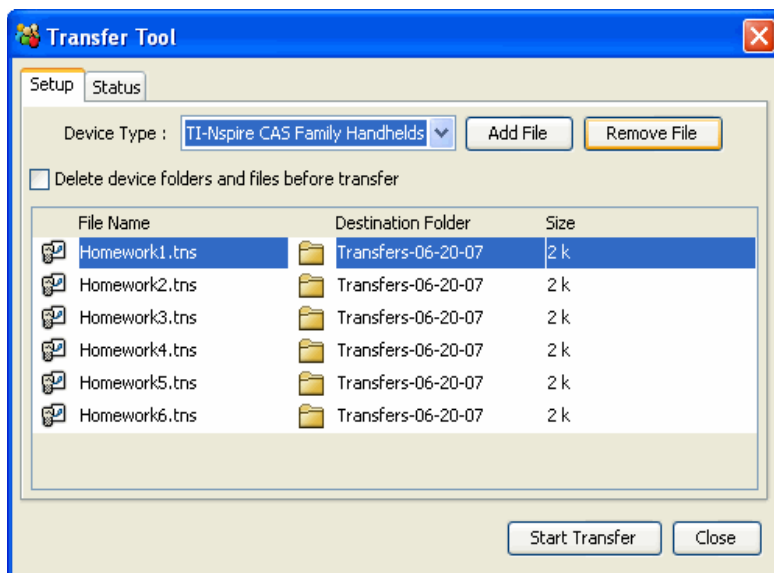 Transfer Tool
Setup Status
Device Type : TI-Nspire CAS Family Handhelds Add File Remove File
Delete device folders and files before transfer
File Name Destination Folder Size
Homework1.tns Transfers-06-20-07 2 k
Homework2.tns Transfers-06-20-07 2 k
Homework3.tns Transfers-06-20-07 2 k
Homework4.tns Transfers-06-20-07 2 k
Homework5.tns Transfers-06-20-07 2 k
Homework6.tns Transfers-06-20-07 2 k
Start Transfer Close